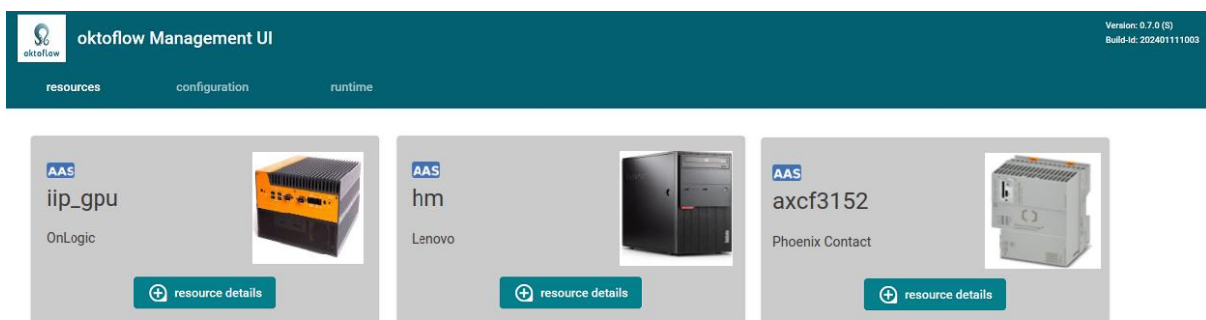 oktoflow
oktoflow Management UI
Version: 0.7.0 (S)
Build-Id: 202401111003
resources
configuration
runtime
AAS
iip_gpu
OnLogic
resource details
AAS
hm
Lenovo
resource details
AAS
axcf3152
Phoenix Contact
resource details